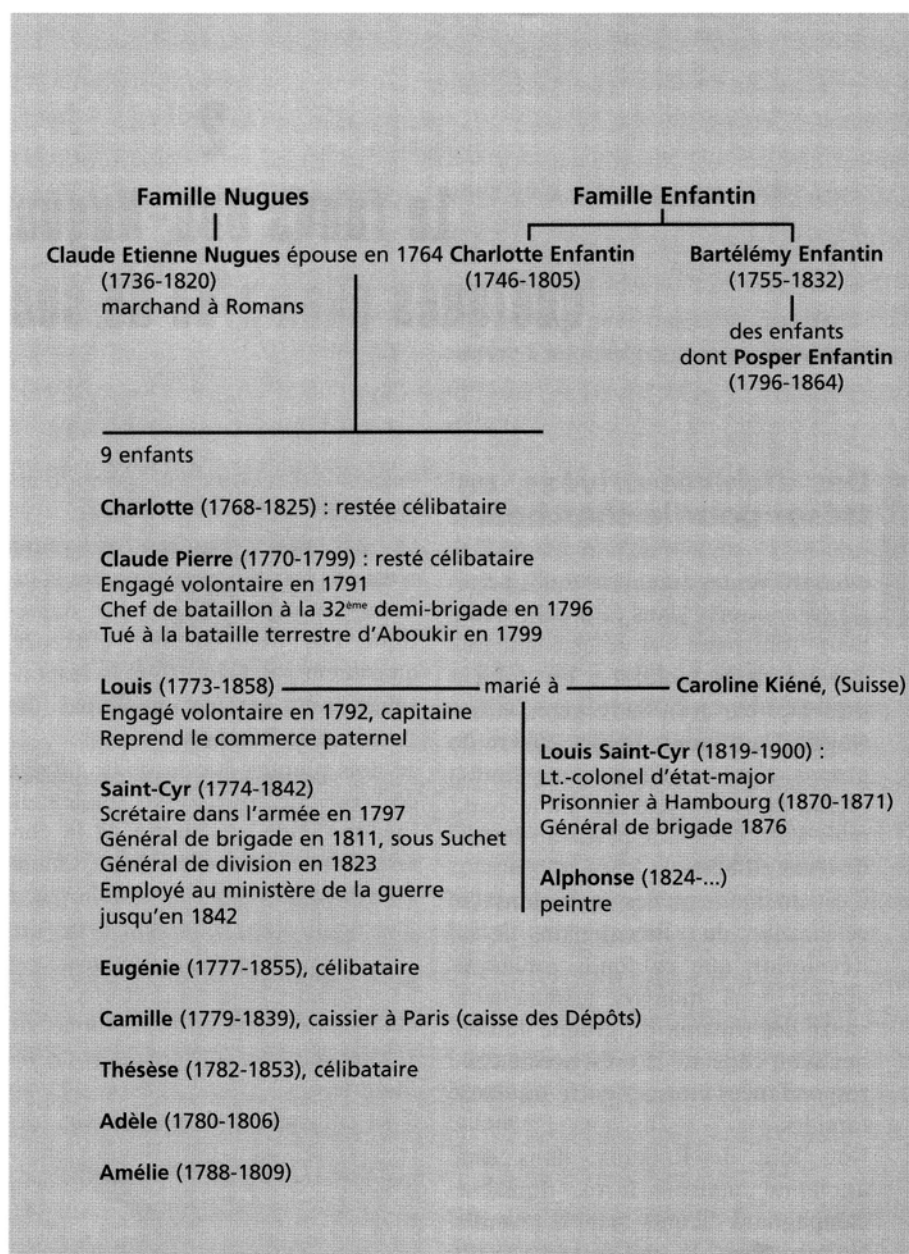 Famille Nugues
Famille Enfantin
Claude Etienne Nugues épouse en 1764 Charlotte Enfantin
(1736-1820)
marchand à Romans
(1746-1805)
Bartélémy Enfantin
(1755-1832)
des enfants
dont Posper Enfantin
(1796-1864)
9 enfants
Charlotte (1768-1825) : restée célibataire
Claude Pierre (1770-1799) : resté célibataire
Engagé volontaire en 1791
Chef de bataillon à la 32ème demi-brigade en 1796
Tué à la bataille terrestre d'Aboukir en 1799
Louis (1773-1858) marié à Caroline Kiéné, (Suisse)
Engagé volontaire en 1792, capitaine
Reprend le commerce paternel
Louis Saint-Cyr (1819-1900) :
Lt.-colonel d'état-major
Prisonnier à Hambourg (1870-1871)
Général de brigade 1876
Alphonse (1824-...)
peintre
Saint-Cyr (1774-1842)
Scrétaire dans l'armée en 1797
Général de brigade en 1811, sous Suchet
Général de division en 1823
Employé au ministère de la guerre
jusqu'en 1842
Eugénie (1777-1855), célibataire
Camille (1779-1839), caissier à Paris (caisse des Dépôts)
Thésèse (1782-1853), célibataire
Adèle (1780-1806)
Amélie (1788-1809)